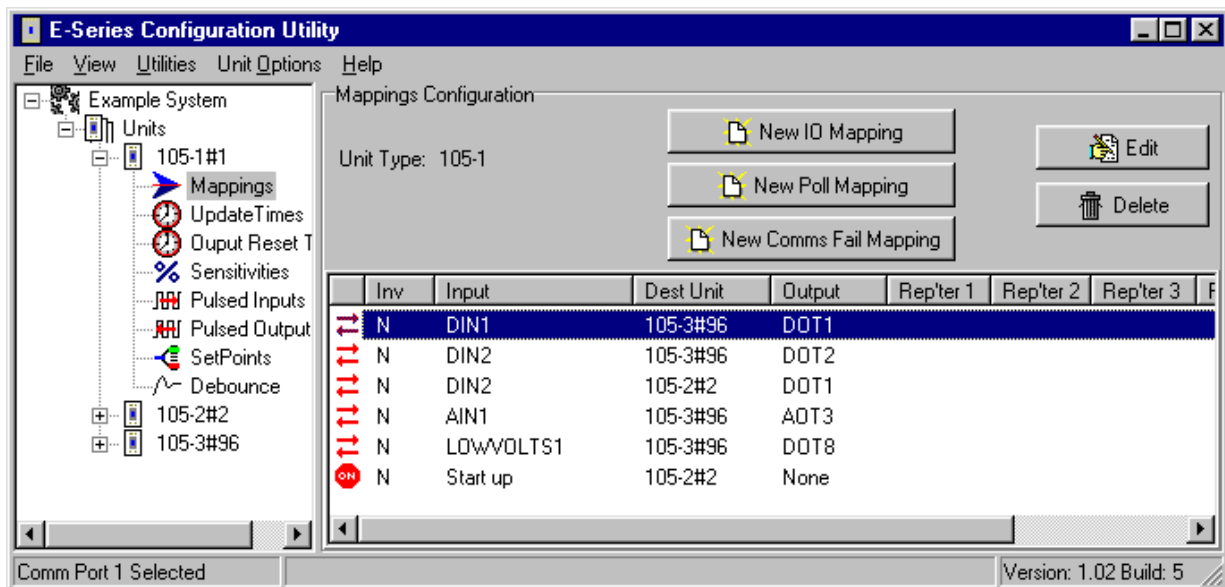 E-Series Configuration Utility
File View Utilities Unit Options Help
Example System
Units
105-1#1
Mappings
UpdateTimes
Ouput Reset T
Sensitivities
Pulsed Inputs
Pulsed Output
SetPoints
Debounce
105-2#2
105-3#96
Mappings Configuration
Unit Type: 105-1
New IO Mapping
New Poll Mapping
New Comms Fail Mapping
Edit
Delete
Inv Input Dest Unit Output Rep'ter 1 Rep'ter 2 Rep'ter 3 F
N DIN1 105-3#96 DOT1
N DIN2 105-3#96 DOT2
N DIN2 105-2#2 DOT1
N AIN1 105-3#96 AOT3
N LOWVOLTS1 105-3#96 DOT8
ON N Start up 105-2#2 None
Comm Port 1 Selected
Version: 1.02 Build: 5